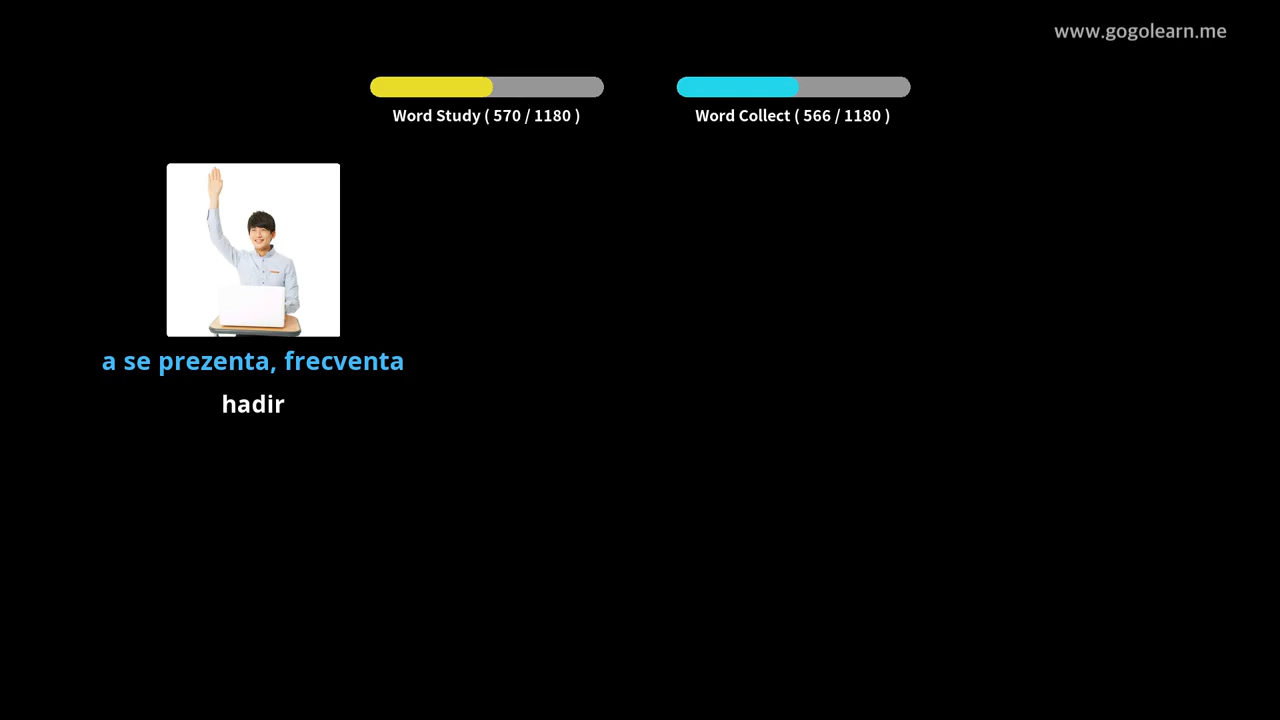 www.gogolearn.me
Word Study ( 570 / 1180 )
Word Collect ( 566 / 1180 )
a se prezenta, frecventa
hadir